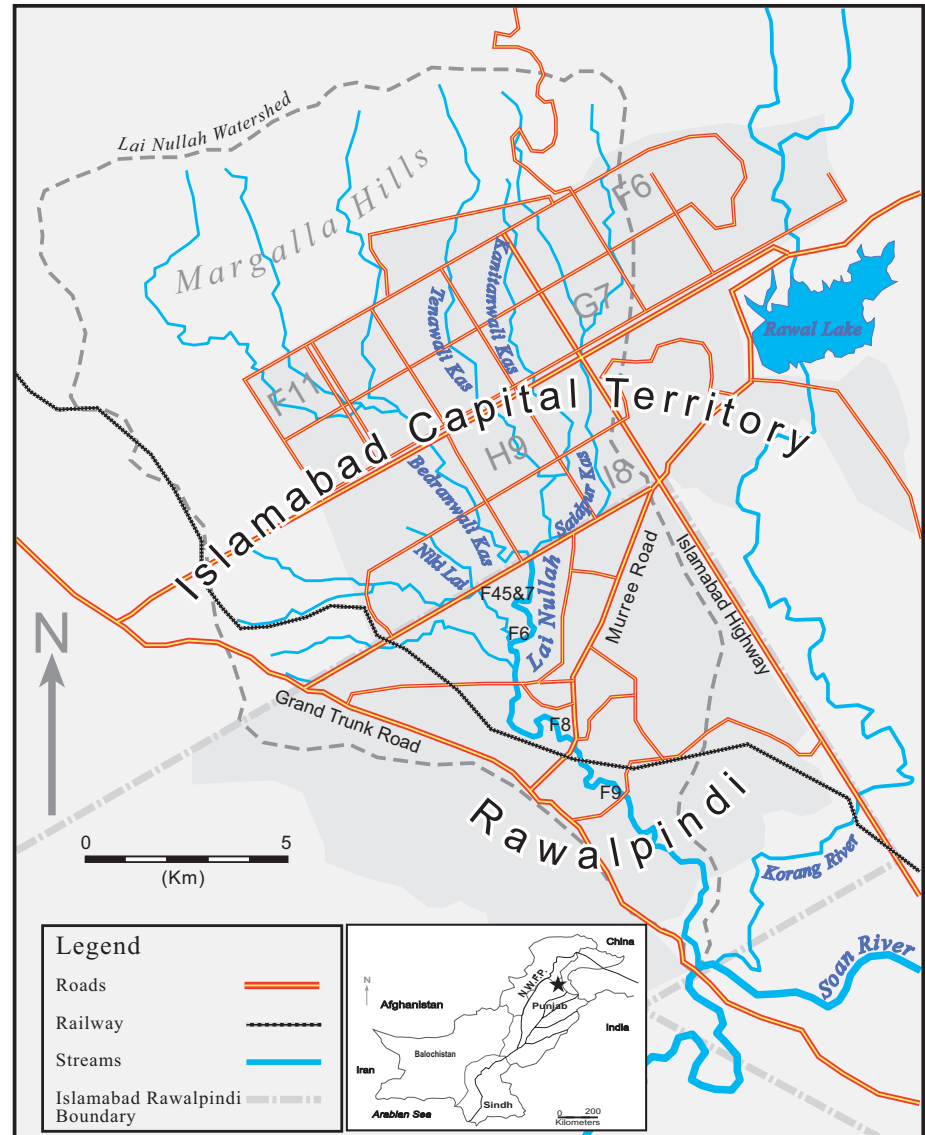 Lai Nullah Watershed
Margalla Hills
F6
Kanitanwali Kas
Tenawali Kas
G7
Rawal Lake
F11
Islamabad Capital Territory
H9
I8
Bedranwali Kas
Saidpur Kas
Niki Lai
F45&7
Lai Nullah
F6
Murree Road
Islamabad Highway
N
Grand Trunk Road
F8
F9
Rawalpindi
0 5
(Km)
Korang River
Soan River
Legend
Roads
Railway
Streams
Islamabad Rawalpindi
Boundary
China
N
N.W.F.P.
Afghanistan
Punjab
India
Balochistan
Iran
Sindh
Arabian Sea
0 200
Kilometers